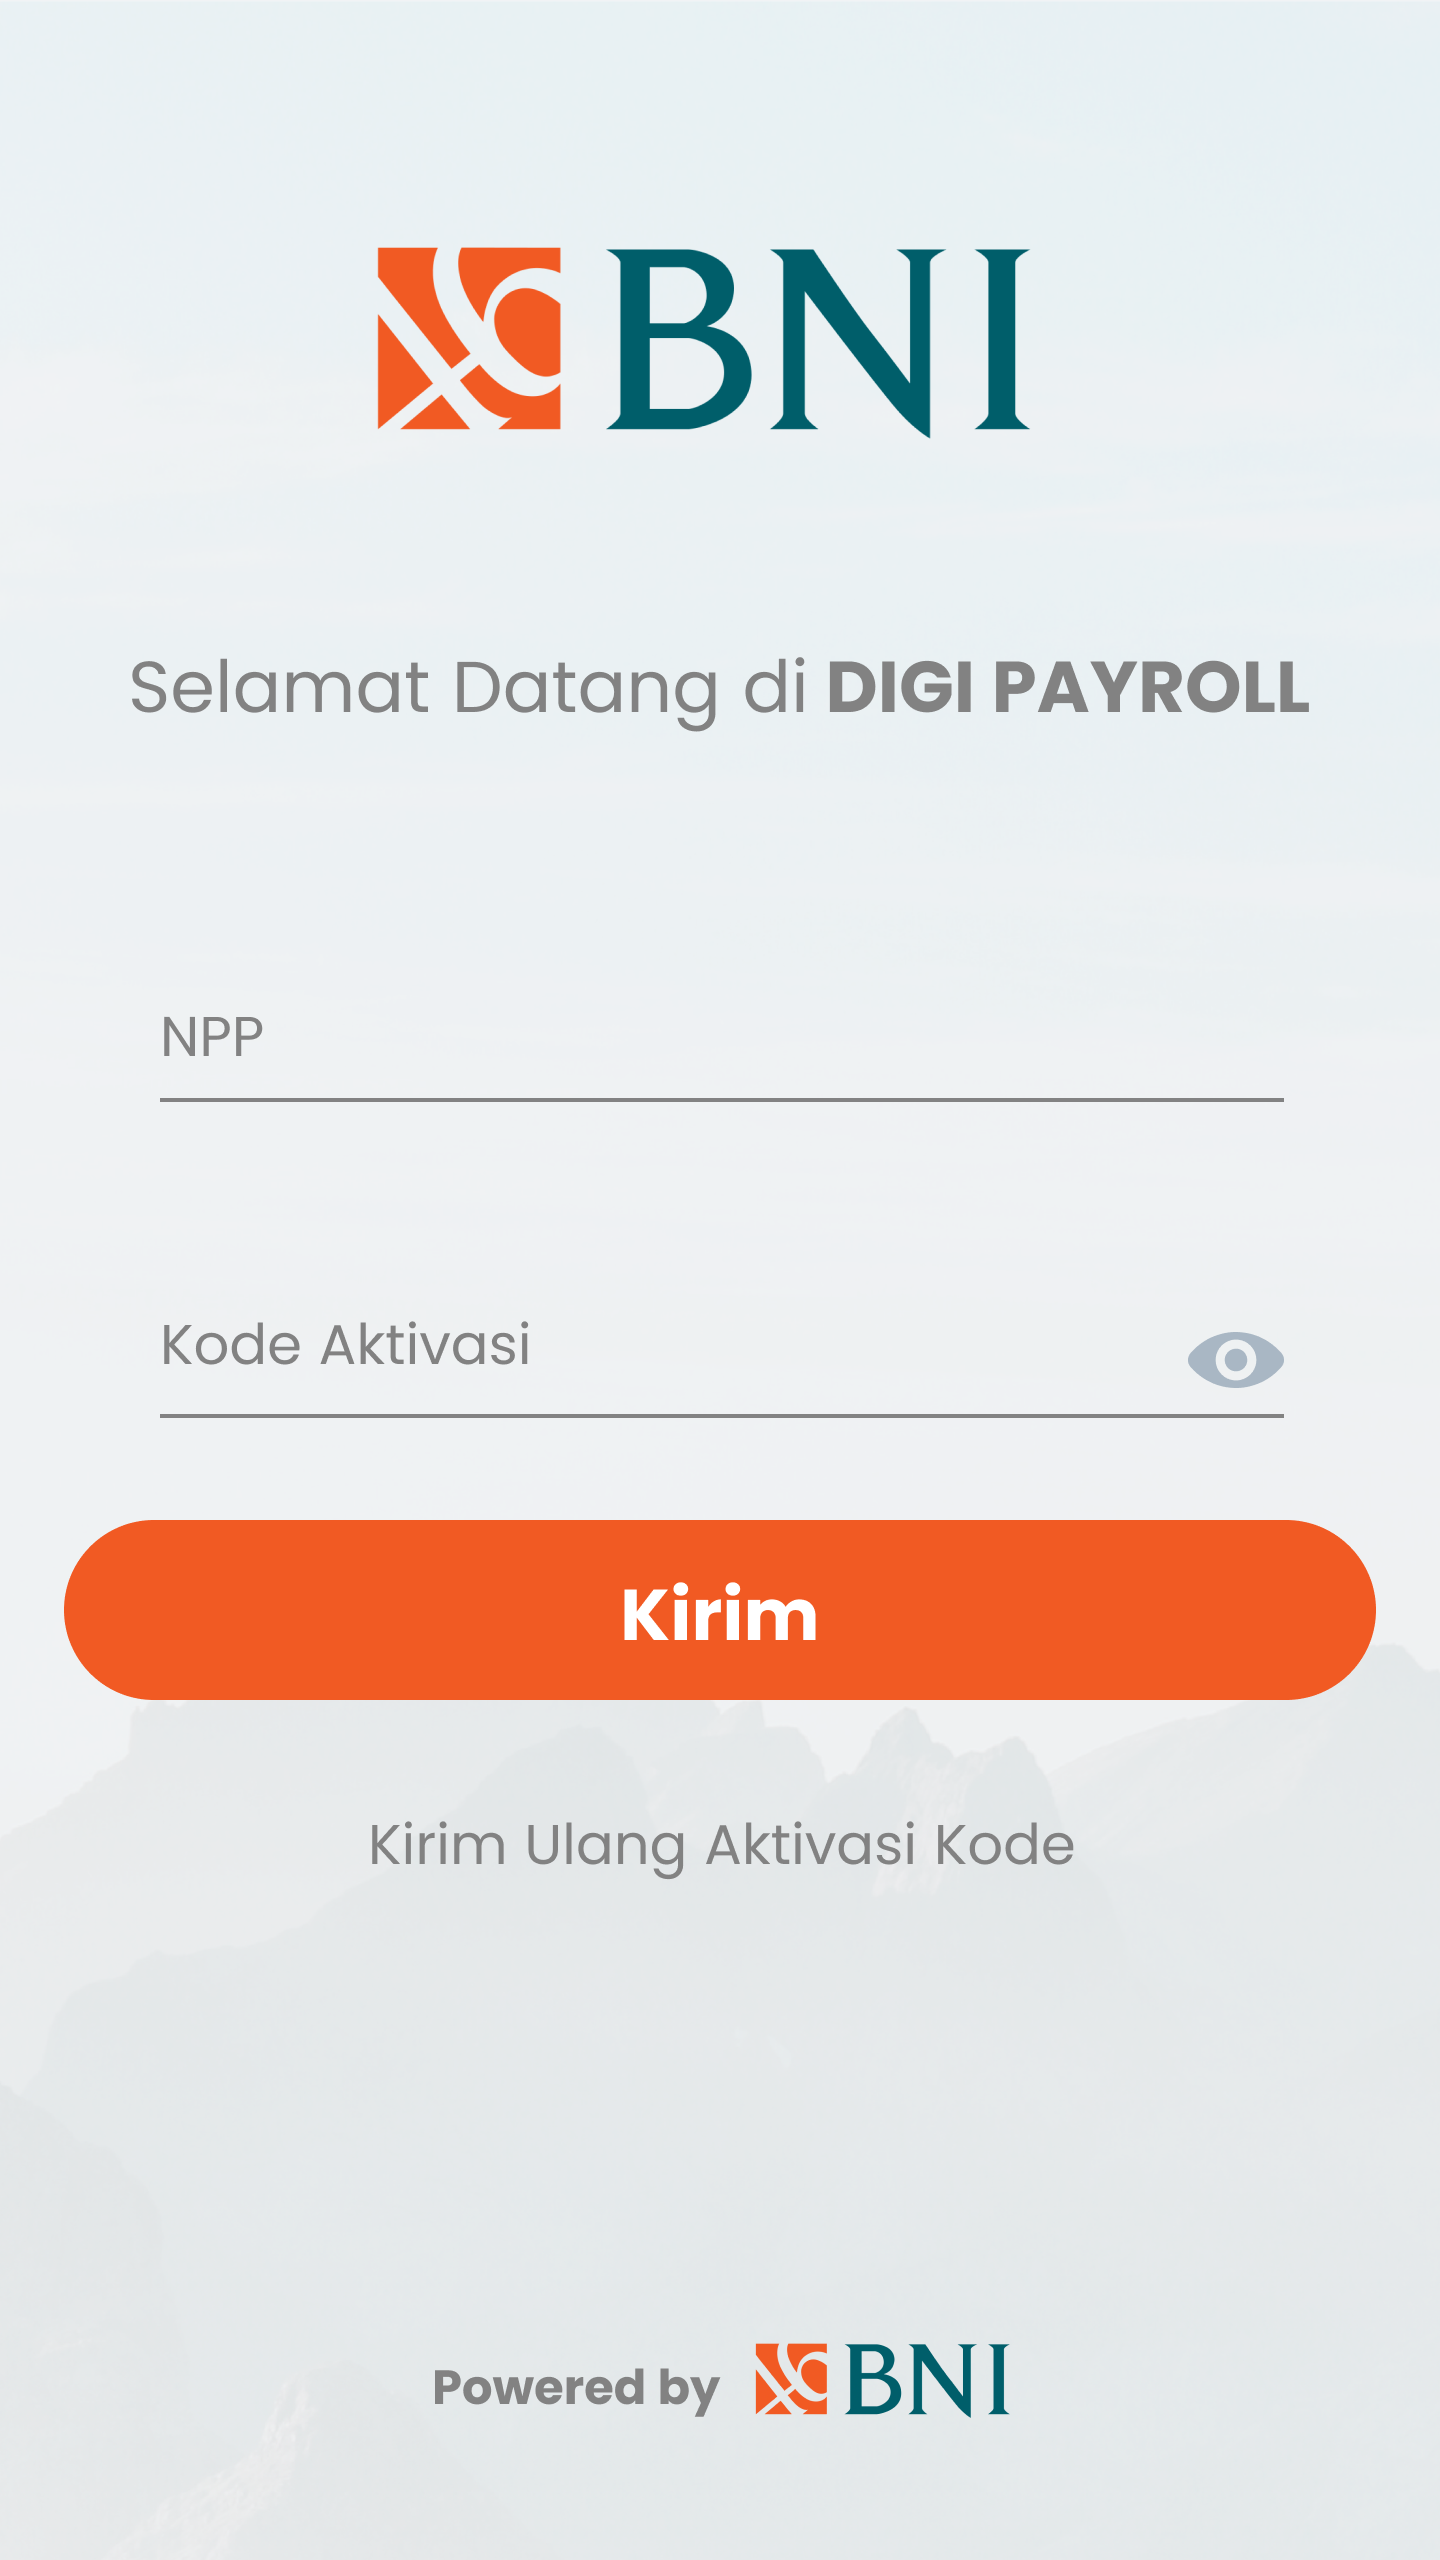 BNI
Selamat Datang di DIGI PAYROLL
NPP
Kode Aktivasi
Kirim
Kirim Ulang Aktivasi Kode
Powered by BNI